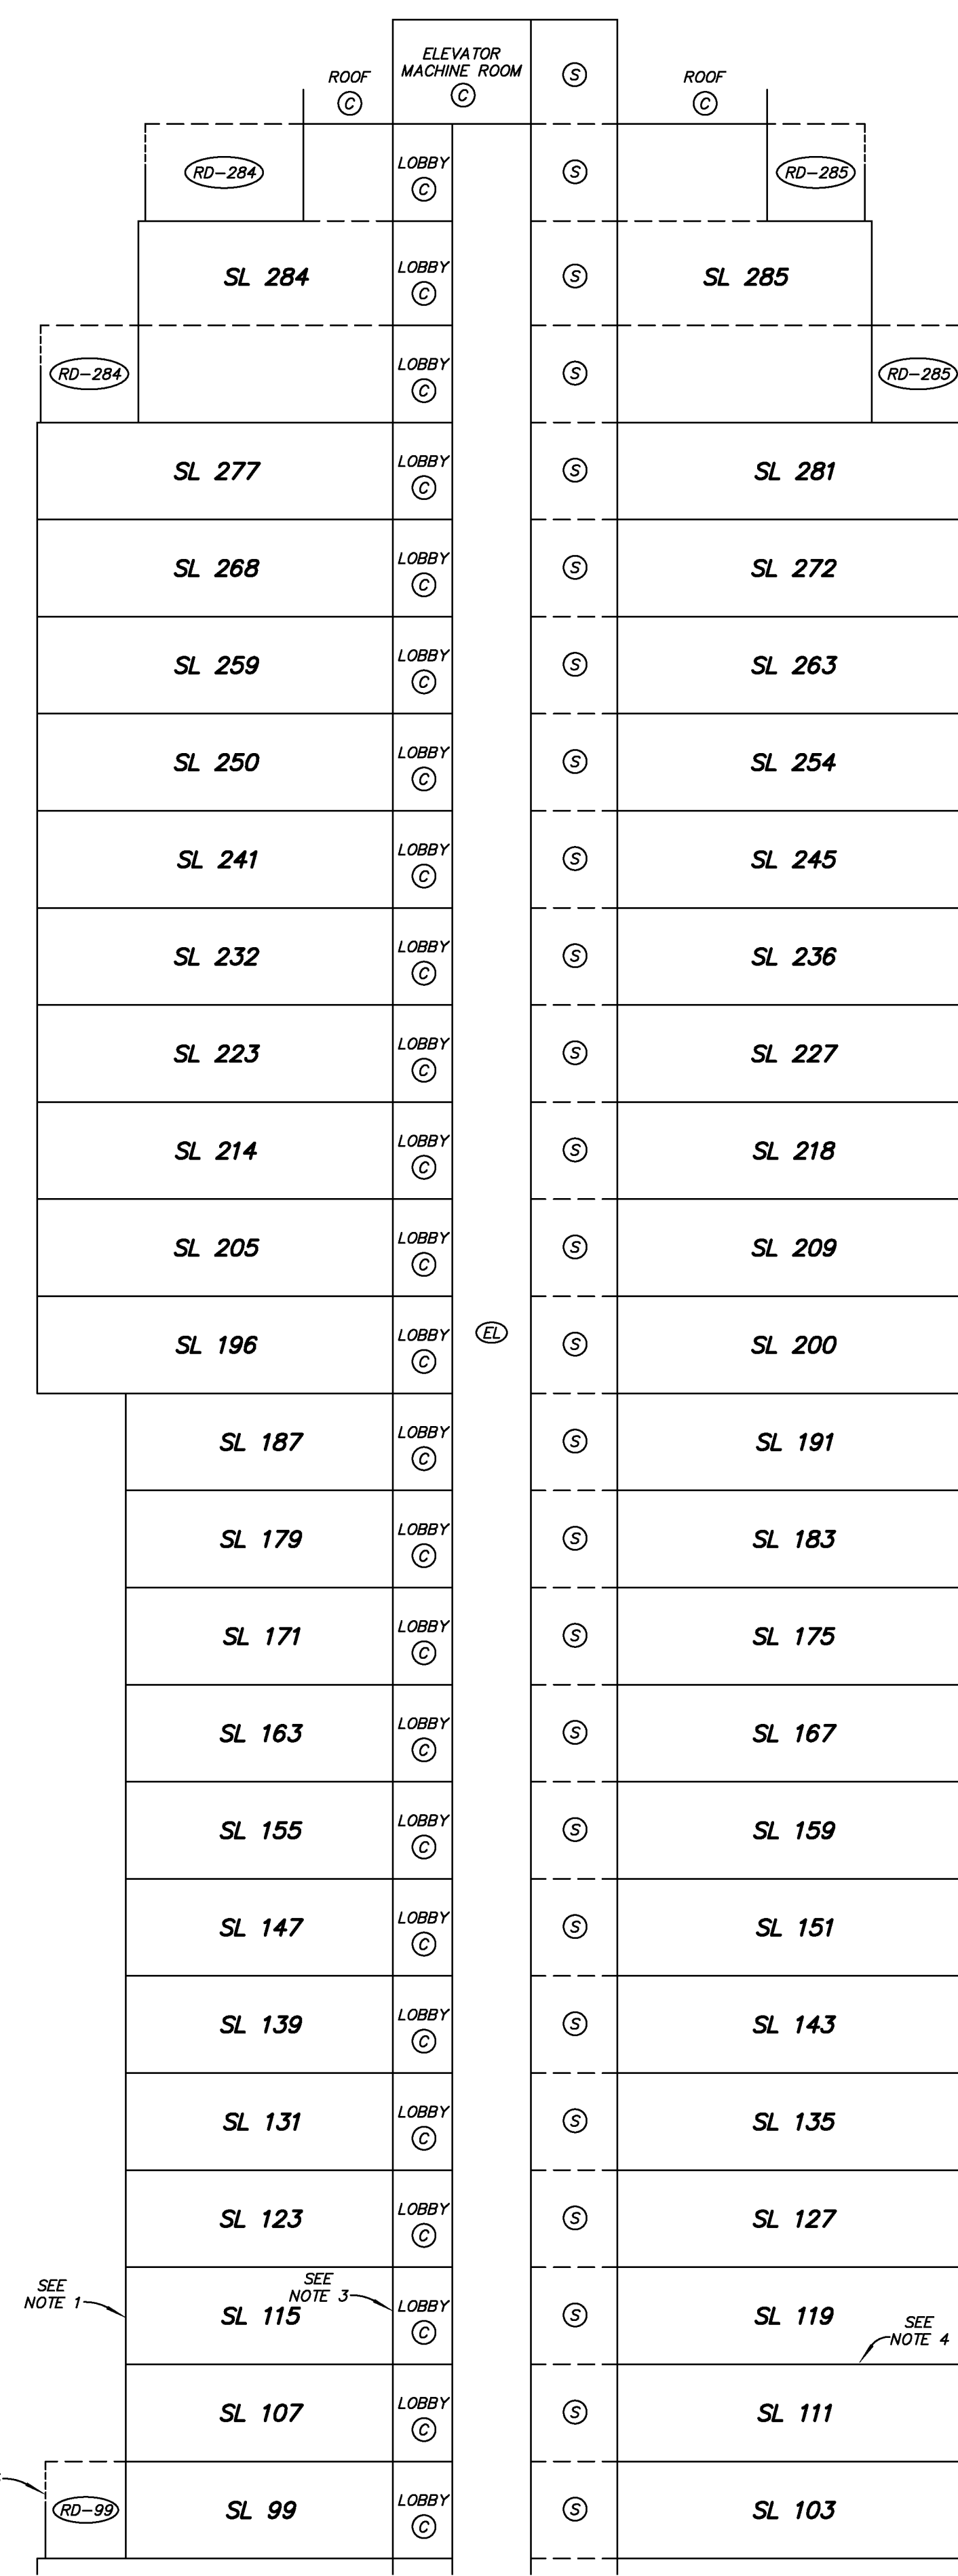 ELEVATOR
MACHINE ROOM
C
S
ROOF
C
ROOF
C
RD-284
LOBBY
C
S
RD-285
SL 284
LOBBY
C
S
SL 285
RD-284
LOBBY
C
S
RD-285
SL 277
LOBBY
C
S
SL 281
SL 268
LOBBY
C
S
SL 272
SL 259
LOBBY
C
S
SL 263
SL 250
LOBBY
C
S
SL 254
SL 241
LOBBY
C
S
SL 245
SL 232
LOBBY
C
S
SL 236
SL 223
LOBBY
C
S
SL 227
SL 214
LOBBY
C
S
SL 218
SL 205
LOBBY
C
S
SL 209
SL 196
LOBBY
C
EL
S
SL 200
SL 187
LOBBY
C
S
SL 191
SL 179
LOBBY
C
S
SL 183
SL 171
LOBBY
C
S
SL 175
SL 163
LOBBY
C
S
SL 167
SL 155
LOBBY
C
S
SL 159
SL 147
LOBBY
C
S
SL 151
SL 139
LOBBY
C
S
SL 143
SL 131
LOBBY
C
S
SL 135
SL 123
LOBBY
C
S
SL 127
SEE
NOTE 1
SL 115
SEE
NOTE 3
LOBBY
C
S
SL 119
SEE
NOTE 4
SL 107
LOBBY
C
S
SL 111
RD-99
SL 99
LOBBY
C
S
SL 103